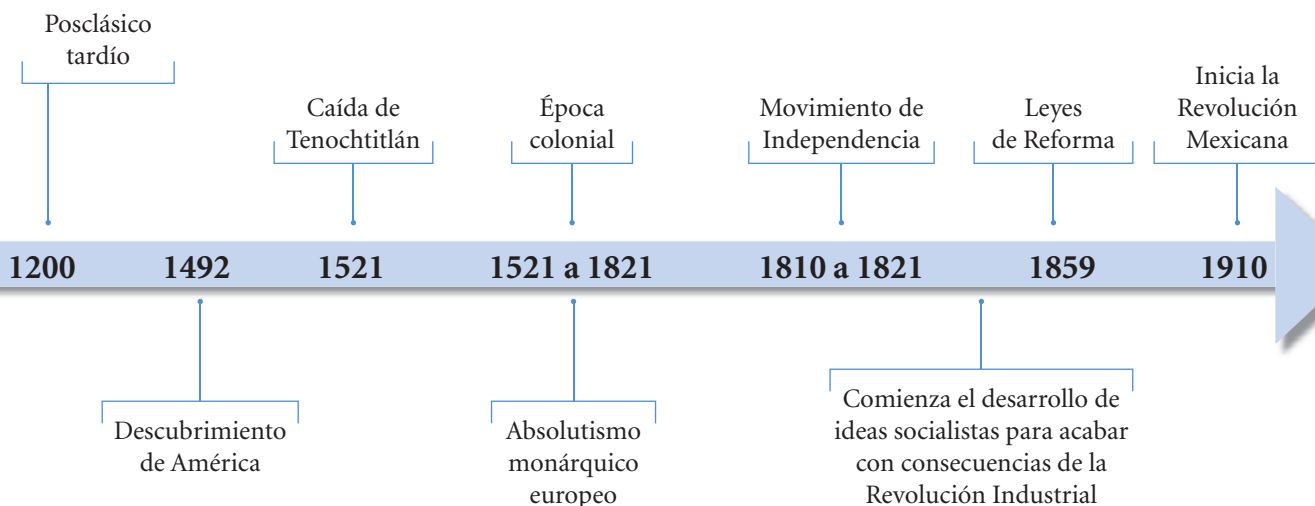 Posclásico
tardío
Caída de
Tenochtitlán
Época
colonial
Movimiento de
Independencia
Leyes
de Reforma
Inicia la
Revolución
Mexicana
1200
1492
1521
1521 a 1821
1810 a 1821
1859
1910
Descubrimiento
de América
Absolutismo
monárquico
europeo
Comienza el desarrollo de
ideas socialistas para acabar
con consecuencias de la
Revolución Industrial